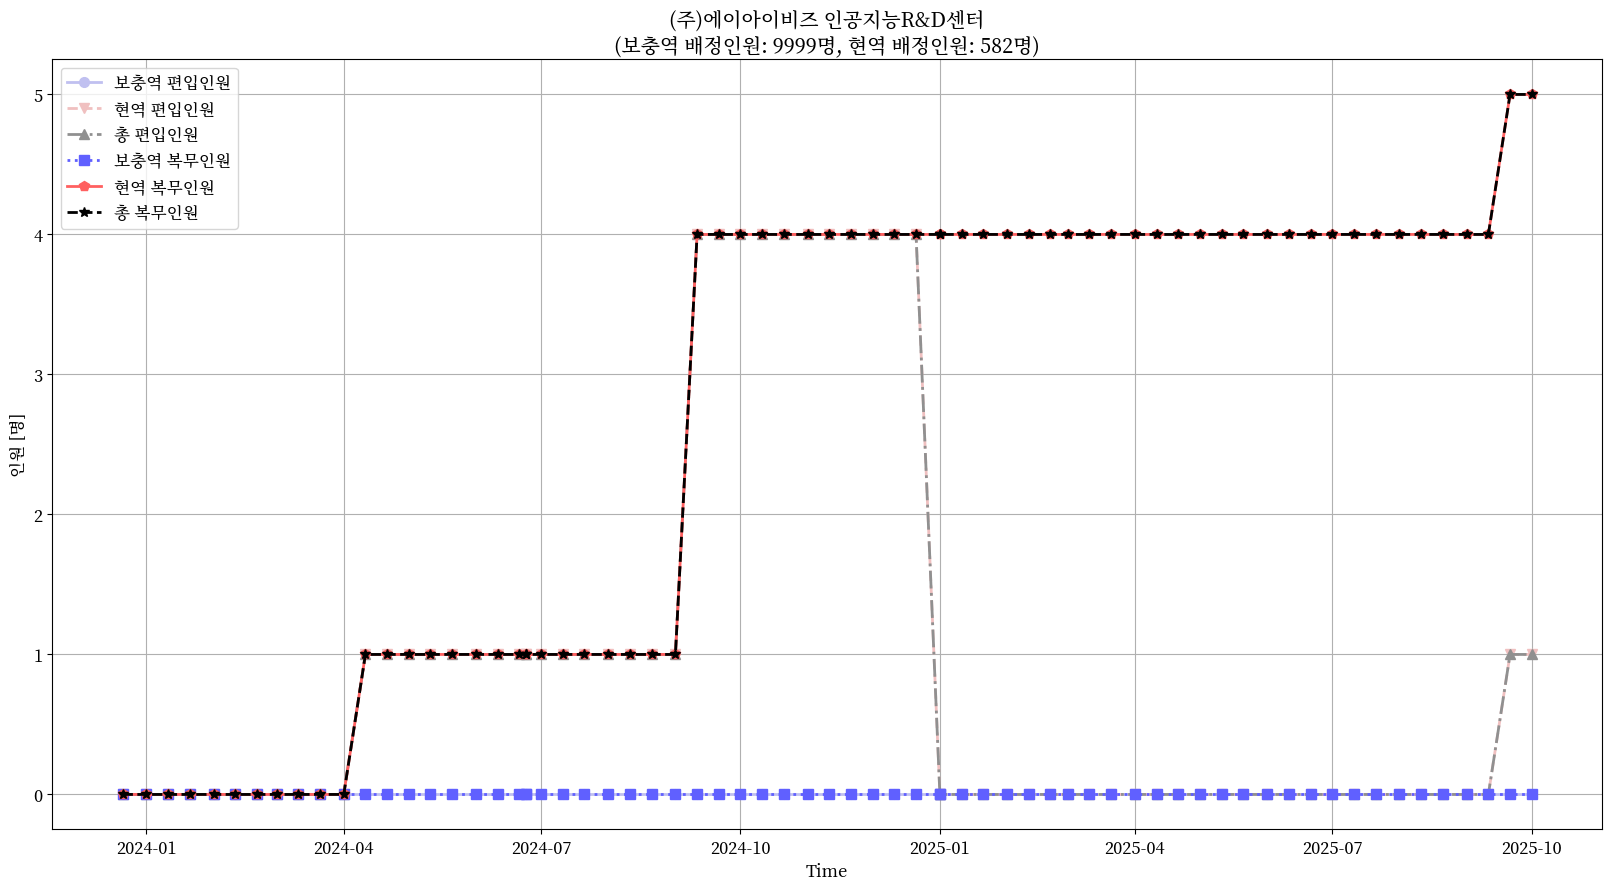 (주)에이아이비즈 인공지능R&D센터
(보충역 배정인원: 9999명, 현역 배정인원: 582명)
보충역 편입인원
현역 편입인원
총 편입인원
보충역 복무인원
현역 복무인원
총 복무인원
인원 [명]
5
4
3
2
1
0
2024-01
2024-04
2024-07
2024-10
2025-01
2025-04
2025-07
2025-10
Time